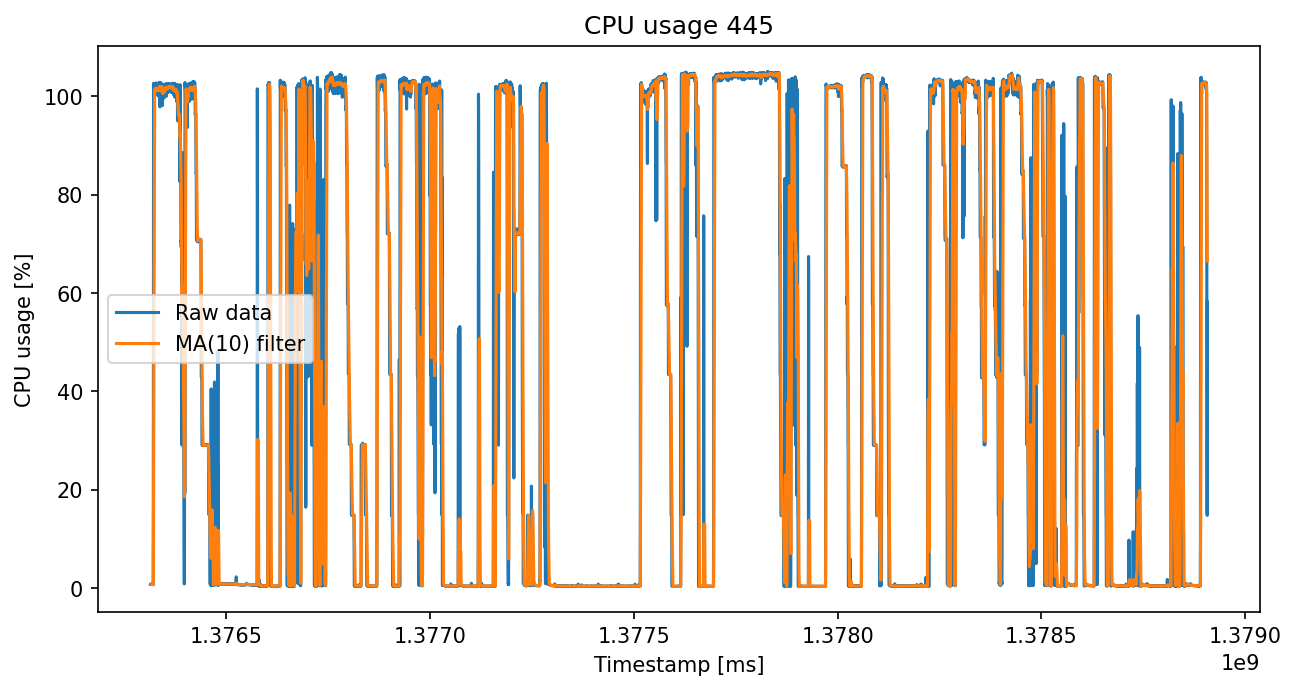 CPU usage 445
CPU usage [%]
100
80
60
40
20
0
Raw data
MA(10) filter
1.3765
1.3770
1.3775
1.3780
1.3785
1.3790
1e9
Timestamp [ms]